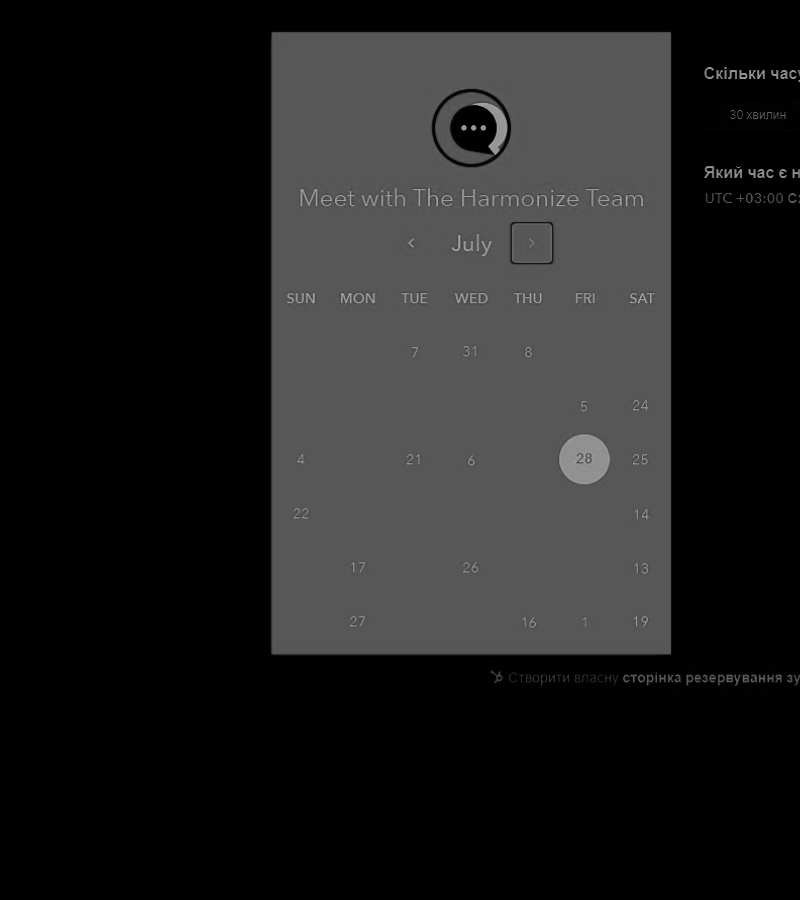 Скільки часу
30 хвилин
Meet with The Harmonize Team
Який час є н
UTC +03:00
July
SUN MON TUE WED THU FRI SAT
7 31 8
5 24
4 21 6 28 25
22 14
17 26 13
27 16 1 19
Створити власну сторінка резервування зу